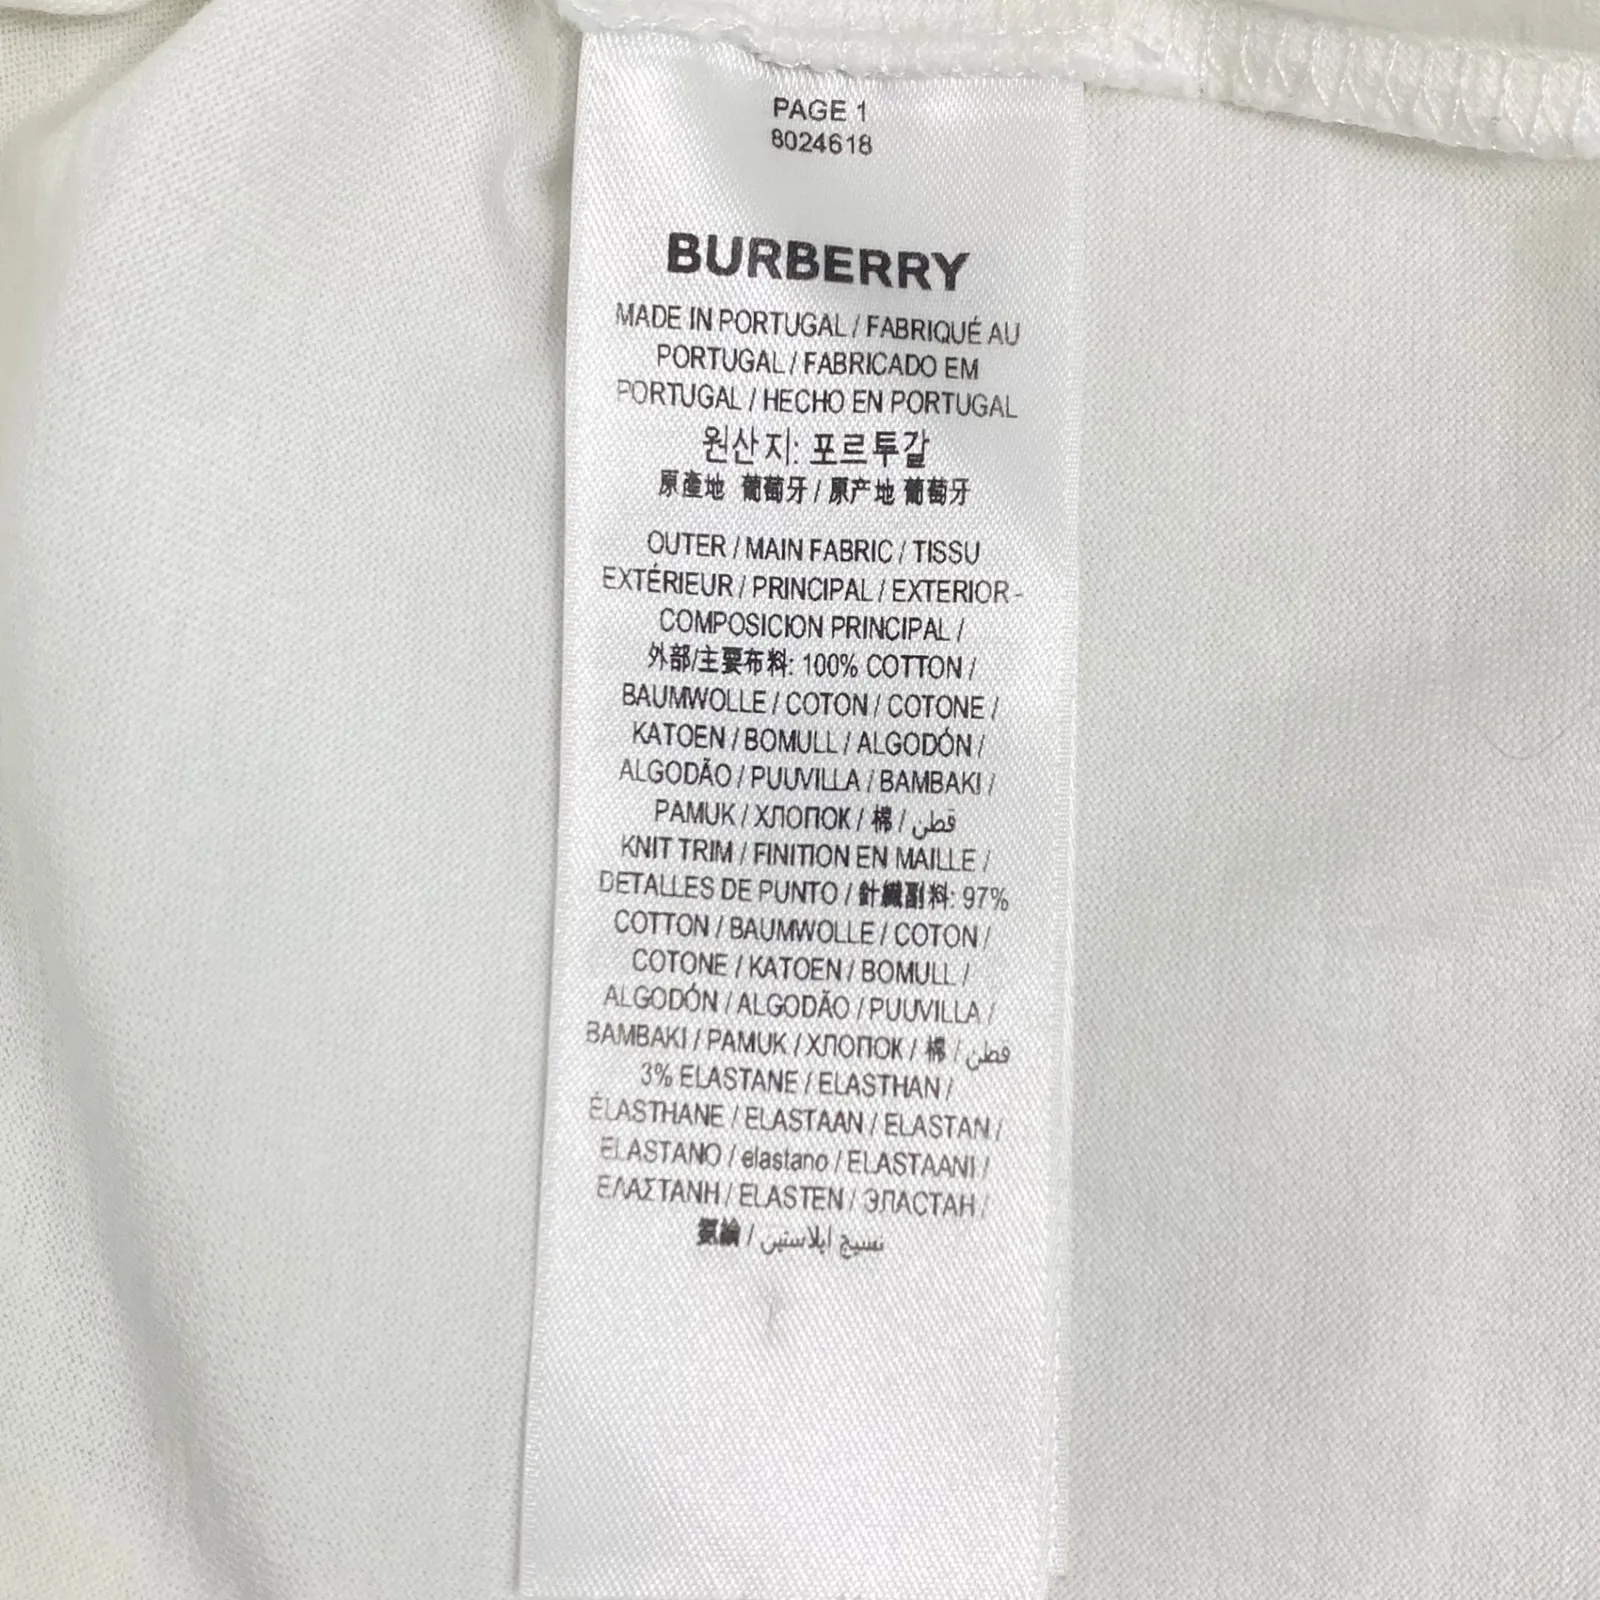 PAGE 1
8024618
BURBERRY
MADE IN PORTUGAL / FABRIQUÉ AU
PORTUGAL / FABRICADO EM
PORTUGAL / HECHO EN PORTUGAL
원산지: 포르투갈
原產地 葡萄牙 / 原产地 葡萄牙
OUTER / MAIN FABRIC / TISSU
EXTÉRIEUR / PRINCIPAL / EXTERIOR -
COMPOSICION PRINCIPAL /
外部/主要布料: 100% COTTON /
BAUMWOLLE / COTON / COTONE /
KATOEN / BOMULL / ALGODÓN /
ALGODÃO / PUUVILLA / BAMBAKI /
PAMUK / ХЛОПОК / 棉 / قطن
KNIT TRIM / FINITION EN MAILLE /
DETALLES DE PUNTO / 針織副料: 97%
COTTON / BAUMWOLLE / COTON /
COTONE / KATOEN / BOMULL /
ALGODÓN / ALGODÃO / PUUVILLA /
BAMBAKI / PAMUK / ХЛОПОК / 棉 / قطن
3% ELASTANE / ELASTHAN /
ÉLASTHANE / ELASTAAN / ELASTAN /
ELASTANO / elastano / ELASTAANI /
ΕΛΑΣΤΑΝΗ / ELASTEN / ЭЛАСТАН /
氨綸 / نسيج ايلاستين